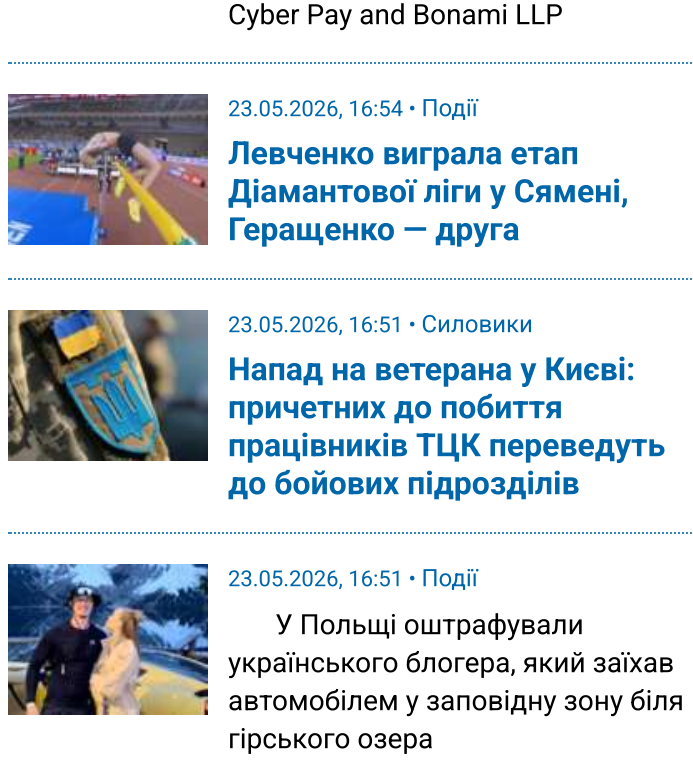 Cyber Pay and Bonami LLP
23.05.2026, 16:54 • Події
Левченко виграла етап
Діамантової ліги у Сямені,
Геращенко — друга
23.05.2026, 16:51 • Силовики
Напад на ветерана у Києві:
причетних до побиття
працівників ТЦК переведуть
до бойових підрозділів
23.05.2026, 16:51 • Події
У Польщі оштрафували
українського блогера, який заїхав
автомобілем у заповідну зону біля
гірського озера